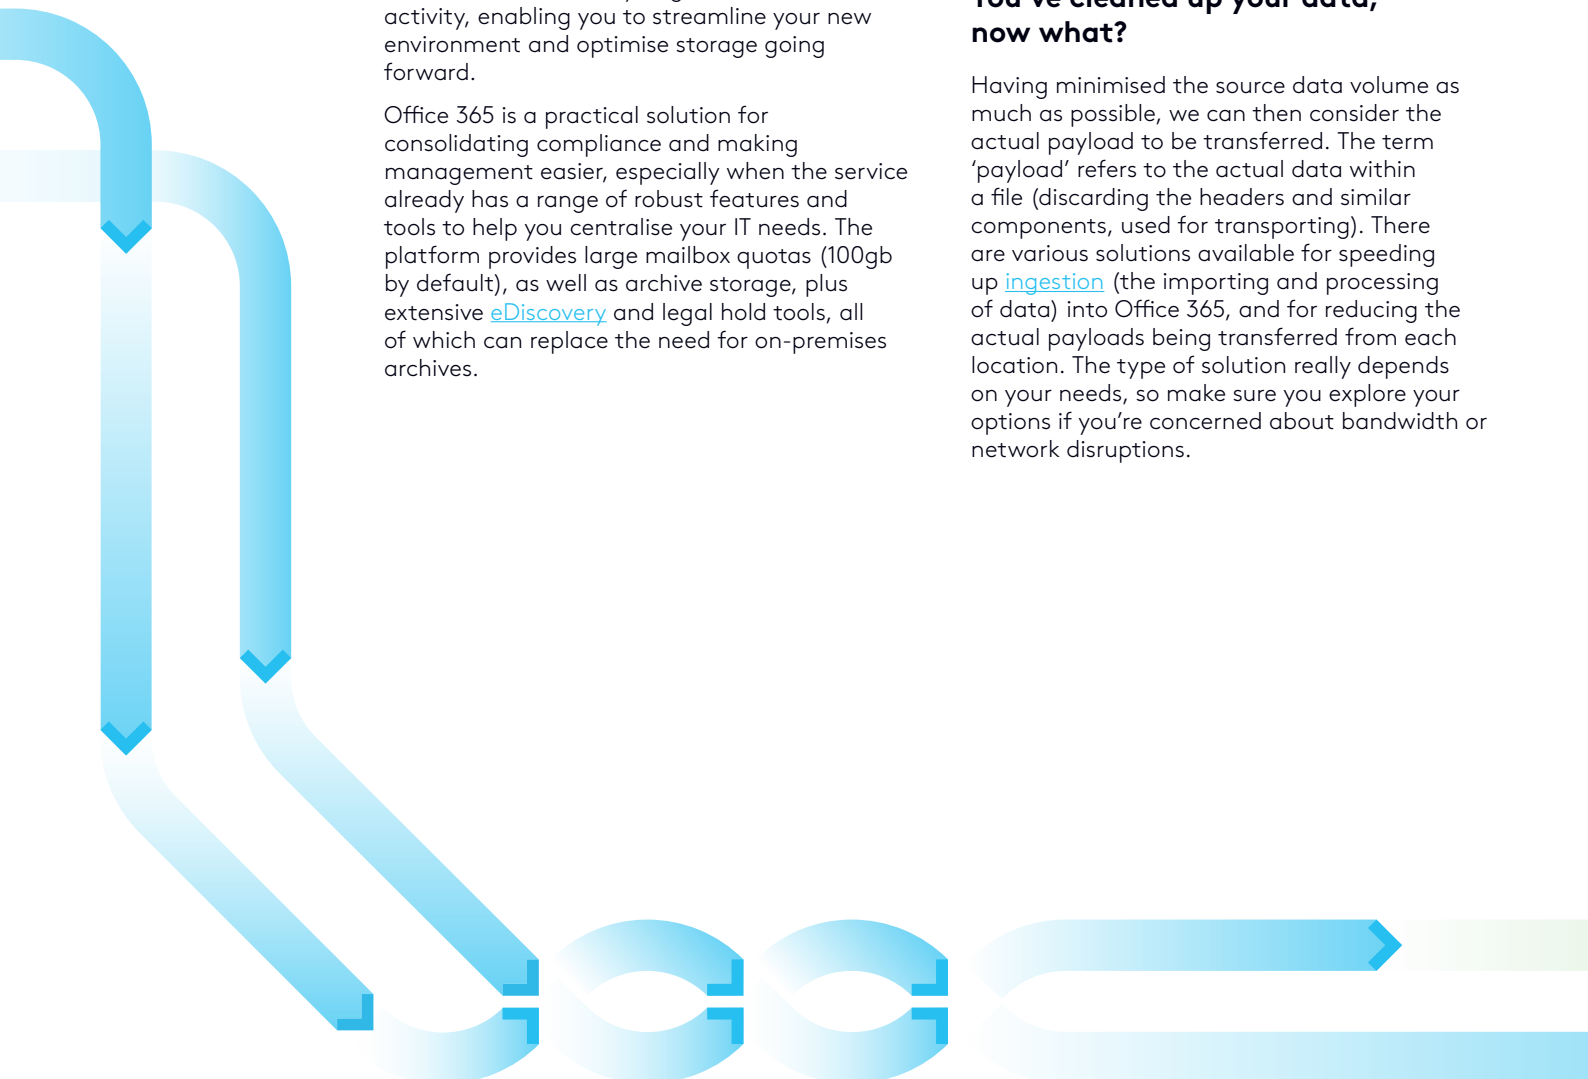 activity, enabling you to streamline your new
environment and optimise storage going
forward.
Office 365 is a practical solution for
consolidating compliance and making
management easier, especially when the service
already has a range of robust features and
tools to help you centralise your IT needs. The
platform provides large mailbox quotas (100gb
by default), as well as archive storage, plus
extensive eDiscovery and legal hold tools, all
of which can replace the need for on-premises
archives.
You've cleaned up your data,
now what?
Having minimised the source data volume as
much as possible, we can then consider the
actual payload to be transferred. The term
‘payload’ refers to the actual data within
a file (discarding the headers and similar
components, used for transporting). There
are various solutions available for speeding
up ingestion (the importing and processing
of data) into Office 365, and for reducing the
actual payloads being transferred from each
location. The type of solution really depends
on your needs, so make sure you explore your
options if you’re concerned about bandwidth or
network disruptions.